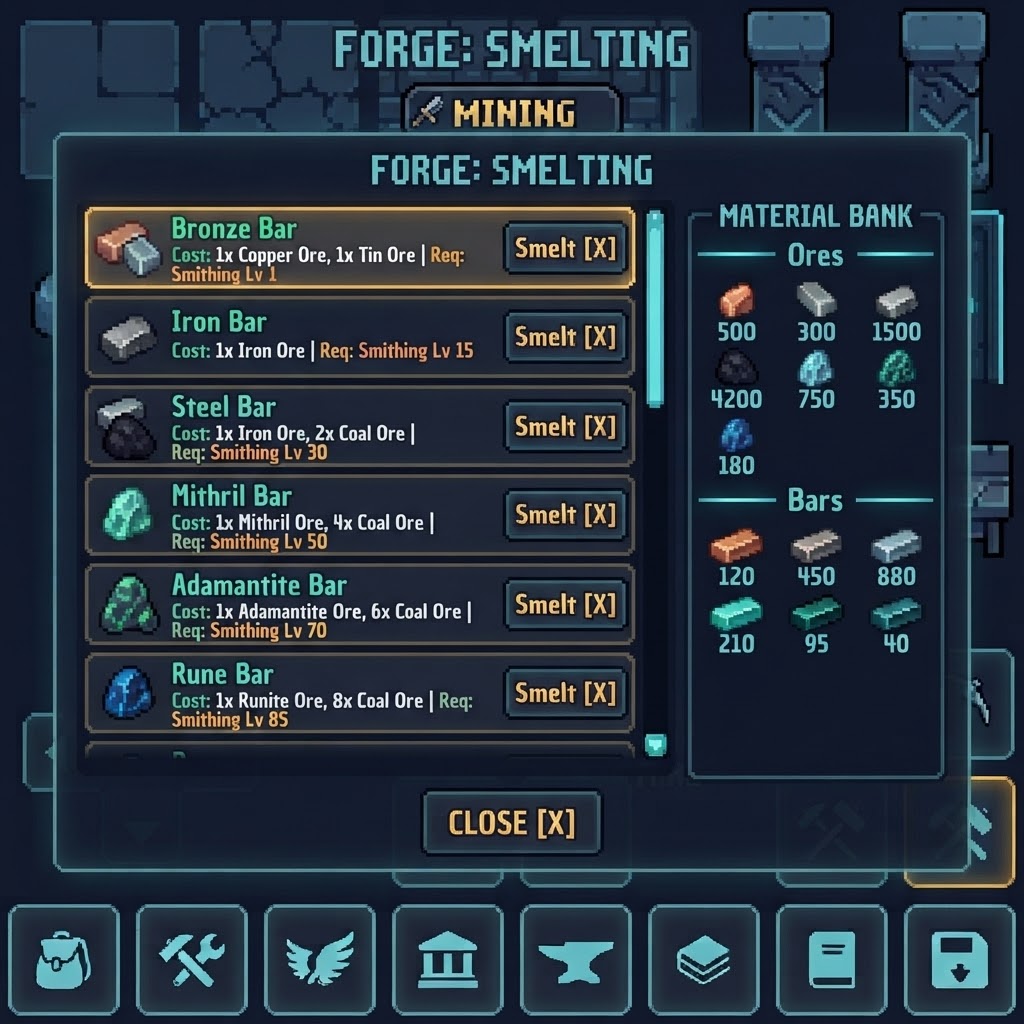 FORGE: SMELTING
MINING
FORGE: SMELTING
Bronze Bar
Cost: 1x Copper Ore, 1x Tin Ore | Req:
Smithing Lv 1
Smelt [X]
Iron Bar
Cost: 1x Iron Ore | Req: Smithing Lv 15
Smelt [X]
Steel Bar
Cost: 1x Iron Ore, 2x Coal Ore |
Req: Smithing Lv 30
Smelt [X]
Mithril Bar
Cost: 1x Mithril Ore, 4x Coal Ore |
Req: Smithing Lv 50
Smelt [X]
Adamantite Bar
Cost: 1x Adamantite Ore, 6x Coal Ore |
Req: Smithing Lv 70
Smelt [X]
Rune Bar
Cost: 1x Runite Ore, 8x Coal Ore | Req:
Smithing Lv 85
Smelt [X]
MATERIAL BANK
Ores
500 300 1500
4200 750 350
180
Bars
120 450 880
210 95 40
CLOSE [X]